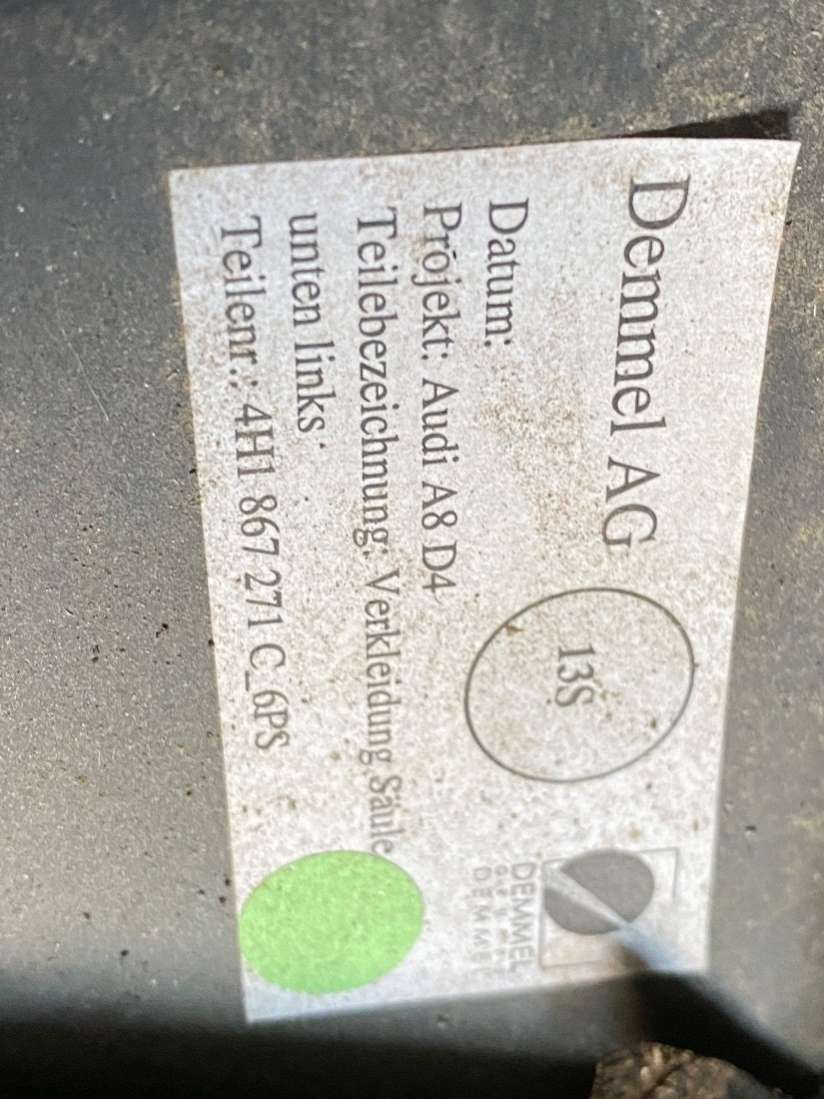 Demmel AG
13S
DEMMEL
DEMMEL
Datum:
Projekt: Audi A8 D4
Teilebezeichnung: Verkleidung Säule
unten links
Teilenr.: 4H1 867 271 C_6PS